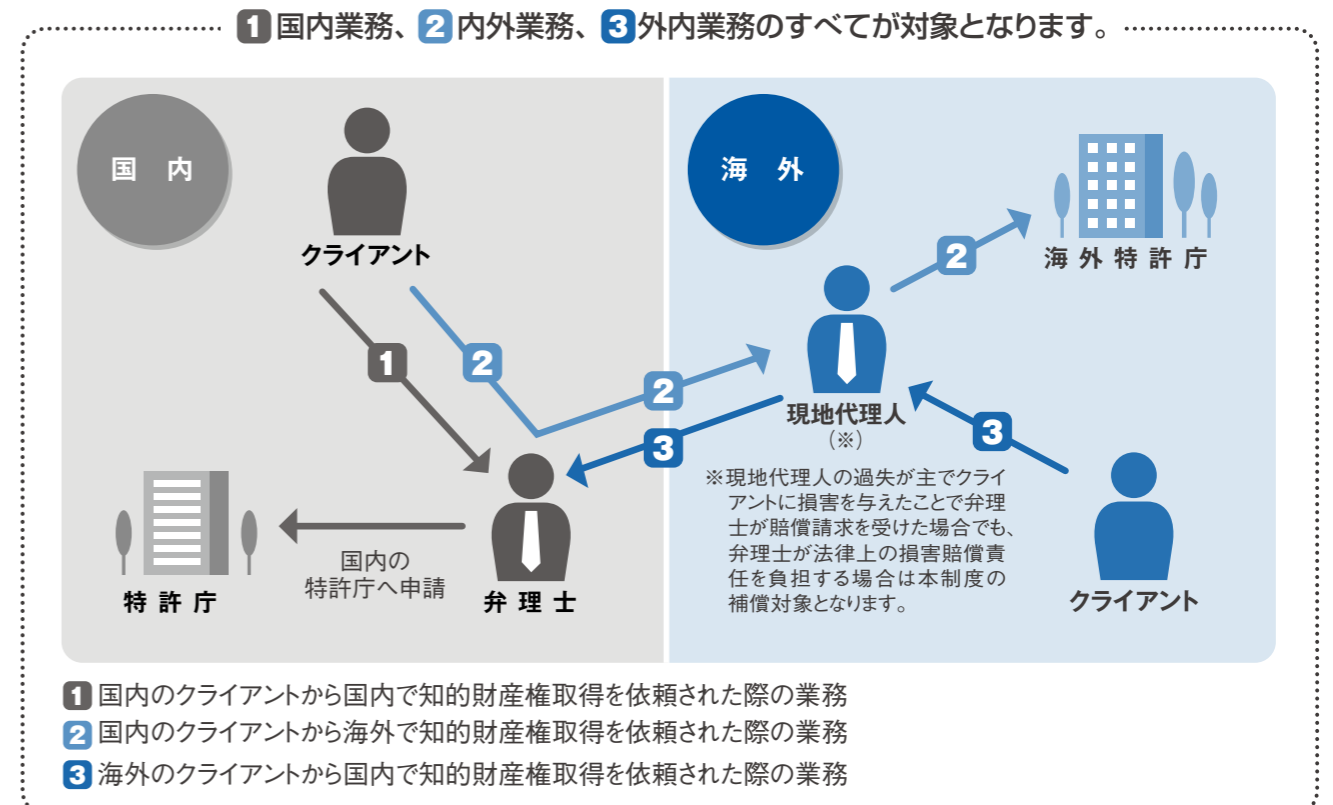 1 国内業務、2 内外業務、3 外内業務のすべてが対象となります。
国 内
海 外
クライアント
海外特許庁
1
2
2
2
3
3
現地代理人
(※)
※現地代理人の過失が主でクライ
アントに損害を与えたことで弁理
士が賠償請求を受けた場合でも、
弁理士が法律上の損害賠償責
任を負担する場合は本制度の
補償対象となります。
国内の
特許庁へ申請
特許庁
弁理士
クライアント
1 国内のクライアントから国内で知的財産権取得を依頼された際の業務
2 国内のクライアントから海外で知的財産権取得を依頼された際の業務
3 海外のクライアントから国内で知的財産権取得を依頼された際の業務